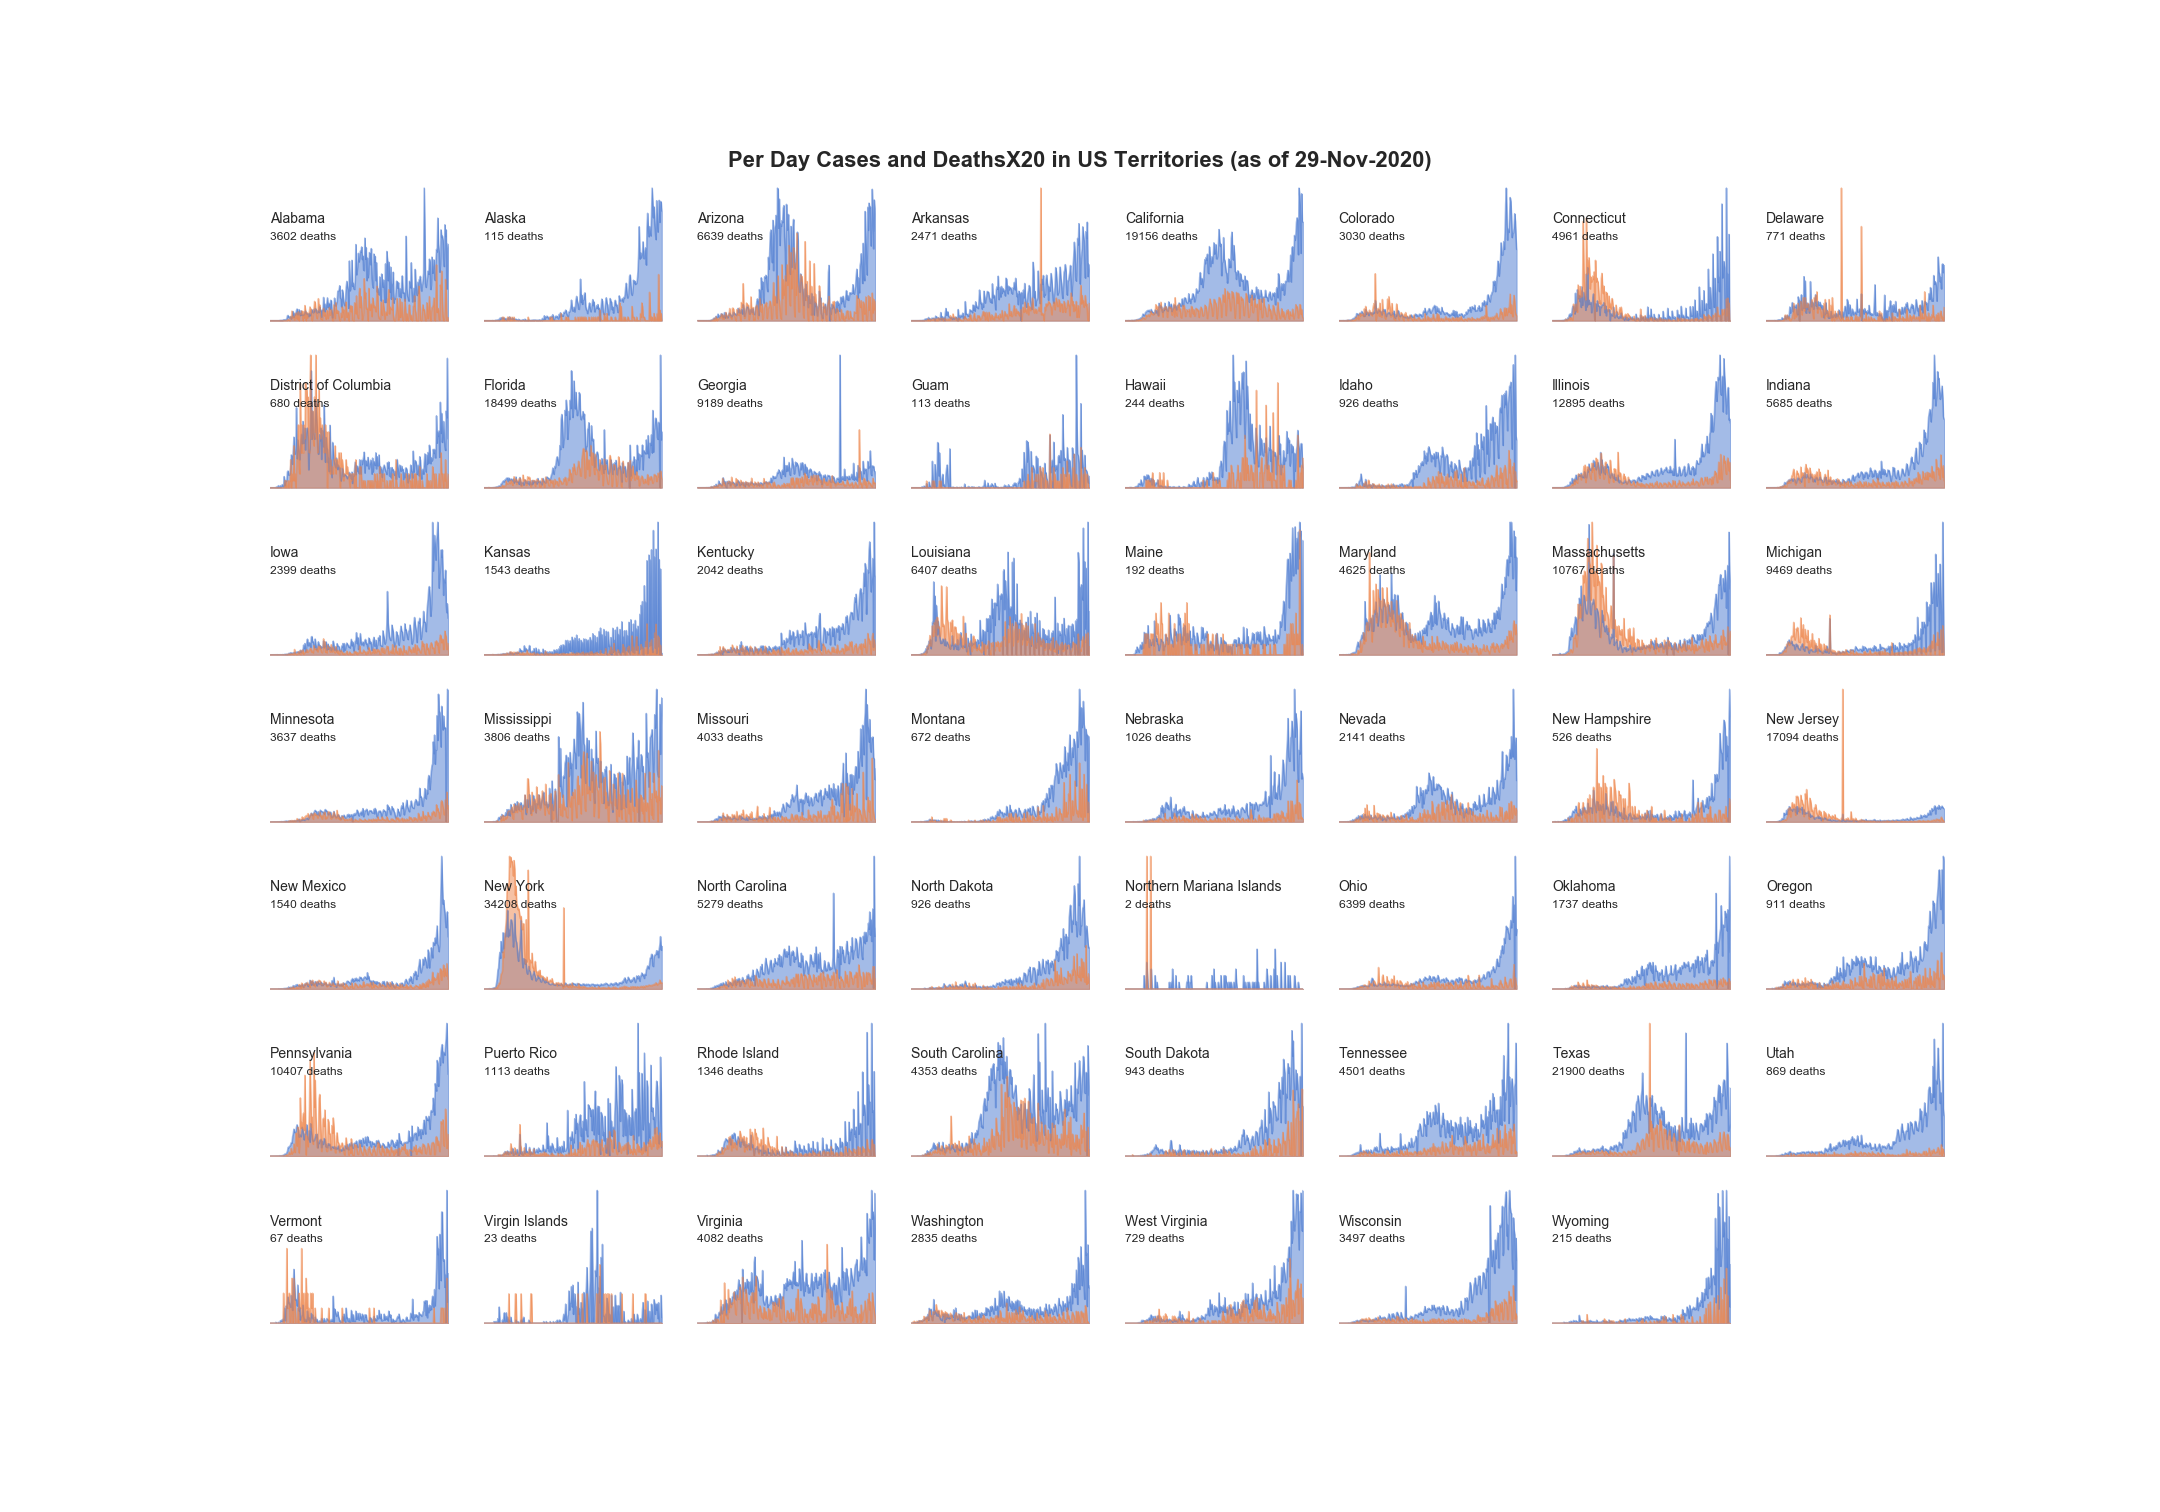 Per Day Cases and DeathsX20 in US Territories (as of 29-Nov-2020)
Alabama
3602 deaths
Alaska
115 deaths
Arizona
6639 deaths
Arkansas
2471 deaths
California
19156 deaths
Colorado
3030 deaths
Connecticut
4961 deaths
Delaware
771 deaths
District of Columbia
680 deaths
Florida
18499 deaths
Georgia
9189 deaths
Guam
113 deaths
Hawaii
244 deaths
Idaho
926 deaths
Illinois
12895 deaths
Indiana
5685 deaths
Iowa
2399 deaths
Kansas
1543 deaths
Kentucky
2042 deaths
Louisiana
6407 deaths
Maine
192 deaths
Maryland
4625 deaths
Massachusetts
10767 deaths
Michigan
9469 deaths
Minnesota
3637 deaths
Mississippi
3806 deaths
Missouri
4033 deaths
Montana
672 deaths
Nebraska
1026 deaths
Nevada
2141 deaths
New Hampshire
526 deaths
New Jersey
17094 deaths
New Mexico
1540 deaths
New York
34208 deaths
North Carolina
5279 deaths
North Dakota
926 deaths
Northern Mariana Islands
2 deaths
Ohio
6399 deaths
Oklahoma
1737 deaths
Oregon
911 deaths
Pennsylvania
10407 deaths
Puerto Rico
1113 deaths
Rhode Island
1346 deaths
South Carolina
4353 deaths
South Dakota
943 deaths
Tennessee
4501 deaths
Texas
21900 deaths
Utah
869 deaths
Vermont
67 deaths
Virgin Islands
23 deaths
Virginia
4082 deaths
Washington
2835 deaths
West Virginia
729 deaths
Wisconsin
3497 deaths
Wyoming
215 deaths